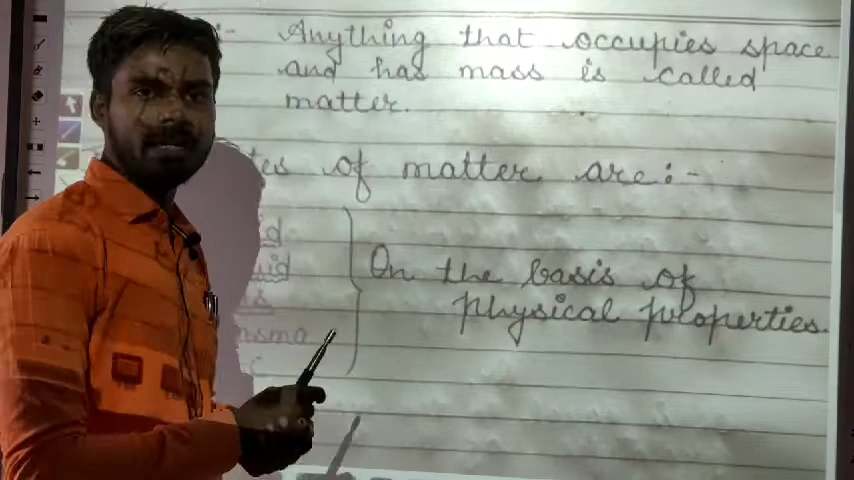 :- Anything that occupies space
and has mass is called
matter.
of matter are:-
On the basis of
physical properties.